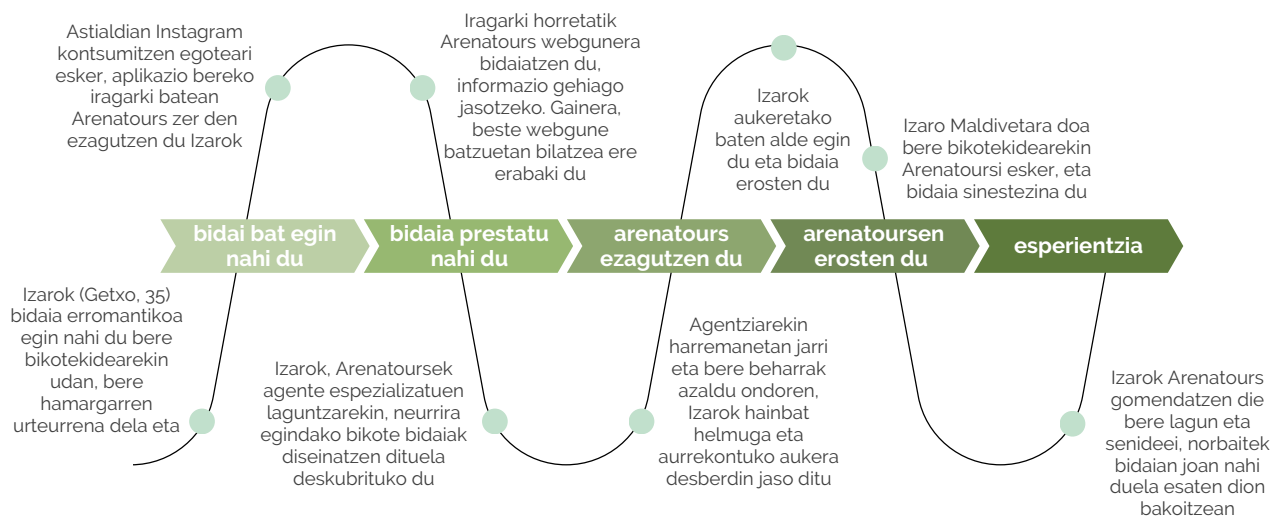 Astialdian Instagram
kontsumitzen egoteari
esker, aplikazio bereko
iragarki batean
Arenatours zer den
ezagutzen du Izarok
Iragarki horretatik
Arenatours webgunera
bidaiatzen du,
informazio gehiago
jasotzeko. Gainera,
beste webgune
batzuetan bilatzea ere
erabaki du
Izarok
aukeretako
baten alde egin
du eta bidaia
erosten du
Izaro Maldivetara doa
bere bikotekidearekin
Arenatoursi esker, eta
bidaia sinestezina du
bidai bat egin
nahi du
bidaia prestatu
nahi du
arenatours
ezagutzen du
arenatoursen
erosten du
esperientzia
Izarok (Getxo, 35)
bidaia erromantikoa
egin nahi du bere
bikotekidearekin
udan, bere
hamargarren
urteurrena dela eta
Izarok, Arenatoursek
agente espezializatuen
laguntzarekin, neurrira
egindako bikote bidaiak
diseinatzen dituela
deskubrituko du
Agentziarekin
harremanetan jarri
eta bere beharrak
azaldu ondoren,
Izarok hainbat
helmuga eta
aurrekontuko aukera
desberdin jaso ditu
Izarok Arenatours
gomendatzen die
bere lagun eta
senideei, norbaitek
bidaian joan nahi
duela esaten dion
bakoitzean